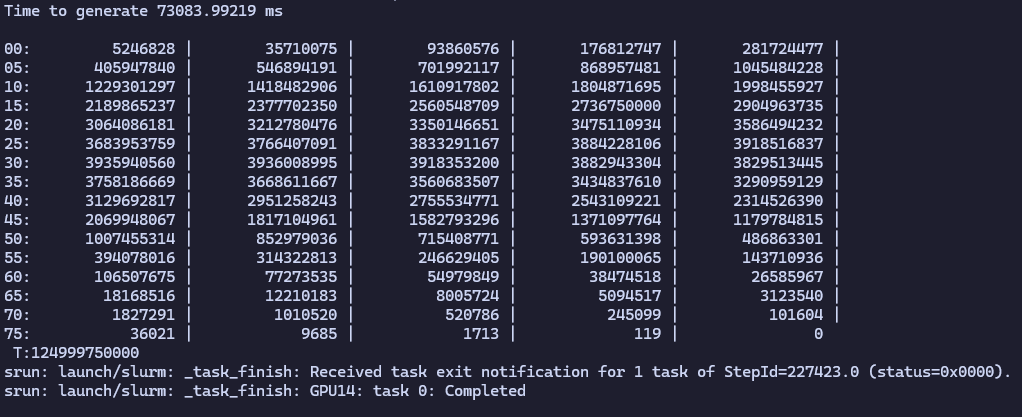 Time to generate 73083.99219 ms
00: 5246828 | 35710075 | 93860576 | 176812747 | 281724477 |
05: 405947840 | 546894191 | 701992117 | 868957481 | 1045484228 |
10: 1229301297 | 1418482906 | 1610917802 | 1804871695 | 1998455927 |
15: 2189865237 | 2377702350 | 2560548709 | 2736750000 | 2904963735 |
20: 3064086181 | 3212780476 | 3350146651 | 3475110934 | 3586494232 |
25: 3683953759 | 3766407091 | 3833291167 | 3884228106 | 3918516837 |
30: 3935940560 | 3936008995 | 3918353200 | 3882943304 | 3829513445 |
35: 3758186669 | 3668611667 | 3560683507 | 3434837610 | 3290959129 |
40: 3129692817 | 2951258243 | 2755534771 | 2543109221 | 2314526390 |
45: 2069948067 | 1817104961 | 1582793296 | 1371097764 | 1179784815 |
50: 1007455314 | 852979036 | 715408771 | 593631398 | 486863301 |
55: 394078016 | 314322813 | 246629405 | 190100065 | 143710936 |
60: 106507675 | 77273535 | 54979849 | 38474518 | 26585967 |
65: 18168516 | 12210183 | 8005724 | 5094517 | 3123540 |
70: 1827291 | 1010520 | 520786 | 245099 | 101604 |
75: 36021 | 9685 | 1713 | 119 | 0
T:124999750000
srun: launch/slurm: _task_finish: Received task exit notification for 1 task of StepId=227423.0 (status=0x0000).
srun: launch/slurm: _task_finish: GPU14: task 0: Completed